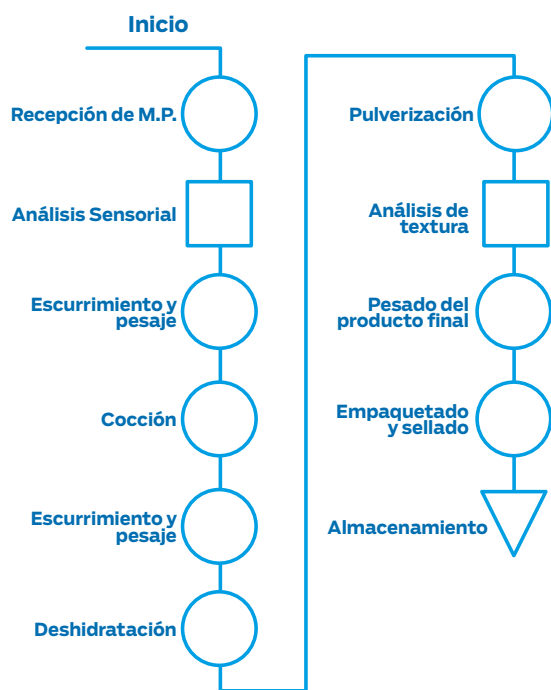 Inicio
Recepción de M.P.
Análisis Sensorial
Escurrimiento y
pesaje
Cocción
Escurrimiento y
pesaje
Deshidratación
Pulverización
Análisis de
textura
Pesado del
producto final
Empaquetado
y sellado
Almacenamiento